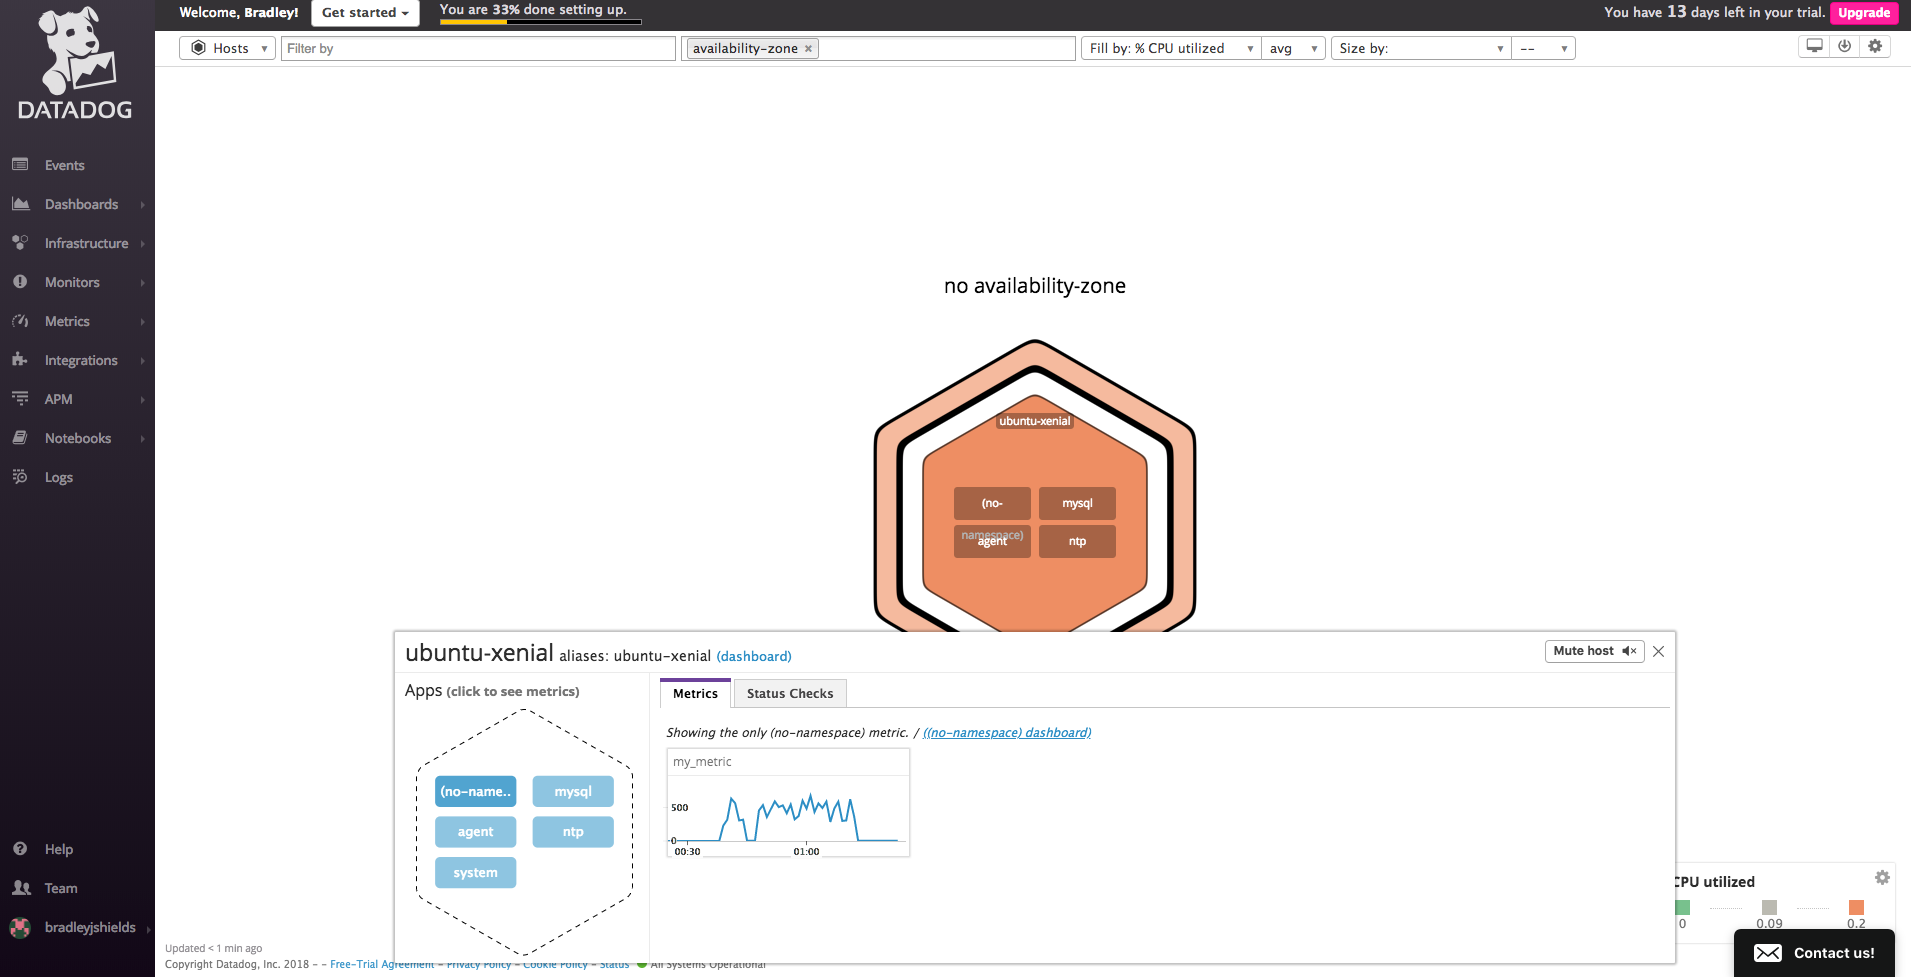 Welcome, Bradley!
Get started
You are 33% done setting up.
You have 13 days left in your trial.
Upgrade
DATADOG
Hosts
Filter by
availability-zone ×
Fill by: % CPU utilized
avg
Size by:
--
Events
Dashboards
Infrastructure
Monitors
Metrics
Integrations
APM
Notebooks
Logs
Help
Team
bradleyjshields
no availability-zone
ubuntu-xenial
(no-
namespace)
mysql
agent
ntp
ubuntu-xenial aliases: ubuntu-xenial (dashboard)
Mute host
Apps (click to see metrics)
(no-name..
mysql
agent
ntp
system
Metrics
Status Checks
Showing the only (no-namespace) metric. / ((no-namespace) dashboard)
my_metric
500
0
00:30
01:00
CPU utilized
0
0.09
0.2
Contact us!
Updated < 1 min ago
Copyright Datadog, Inc. 2018 - - Free-Trial Agreement - Privacy Policy - Cookie Policy - Status All Systems Operational